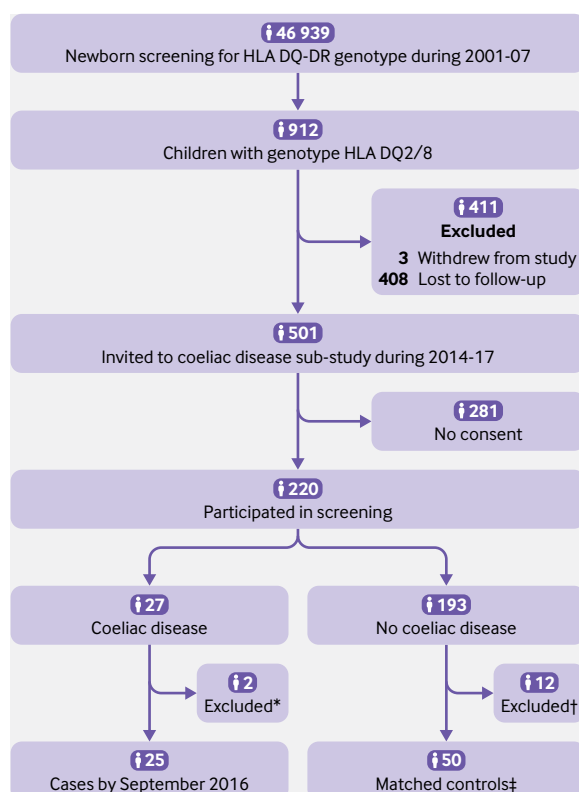 46 939
Newborn screening for HLA DQ-DR genotype during 2001-07
912
Children with genotype HLA DQ2/8
411
Excluded
3 Withdrew from study
408 Lost to follow-up
501
Invited to coeliac disease sub-study during 2014-17
281
No consent
220
Participated in screening
27
Coeliac disease
193
No coeliac disease
2
Excluded*
12
Excluded†
25
Cases by September 2016
50
Matched controls‡